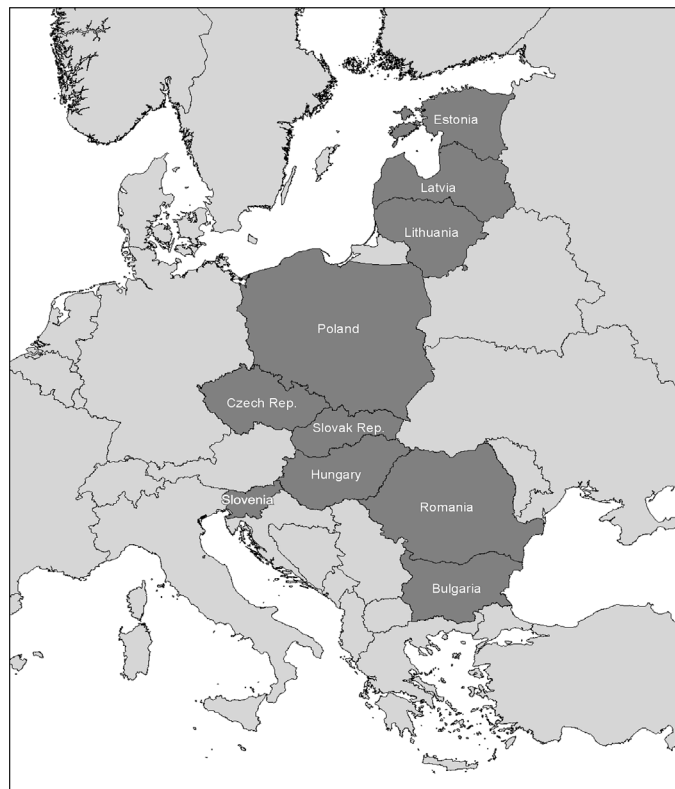 Estonia
Latvia
Lithuania
Poland
Czech Rep.
Slovak Rep.
Hungary
Slovenia
Romania
Bulgaria